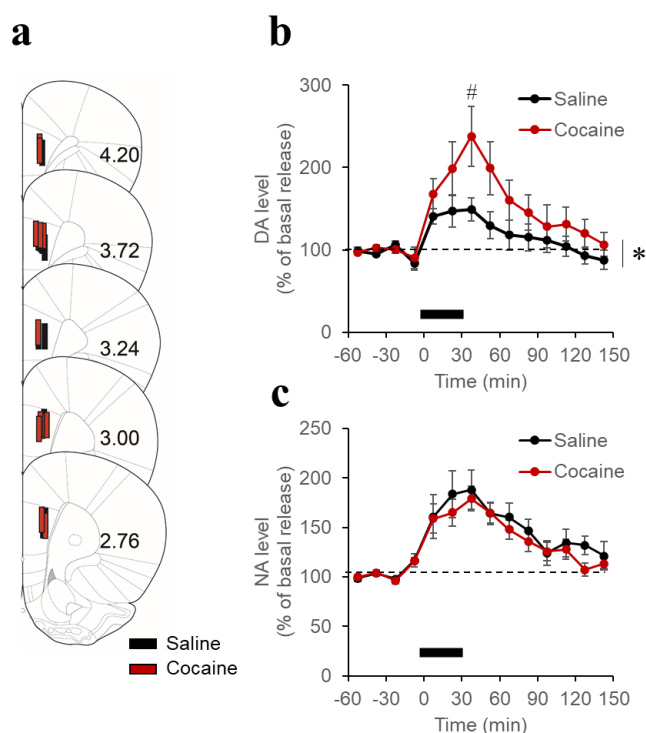 a
4.20
3.72
3.24
3.00
2.76
Saline
Cocaine
b
300
200
100
0
DA level
(% of basal release)
#
Saline
Cocaine
*
-60 -30 0 30 60 90 120 150
Time (min)
c
250
200
150
100
50
0
NA level
(% of basal release)
Saline
Cocaine
-60 -30 0 30 60 90 120 150
Time (min)